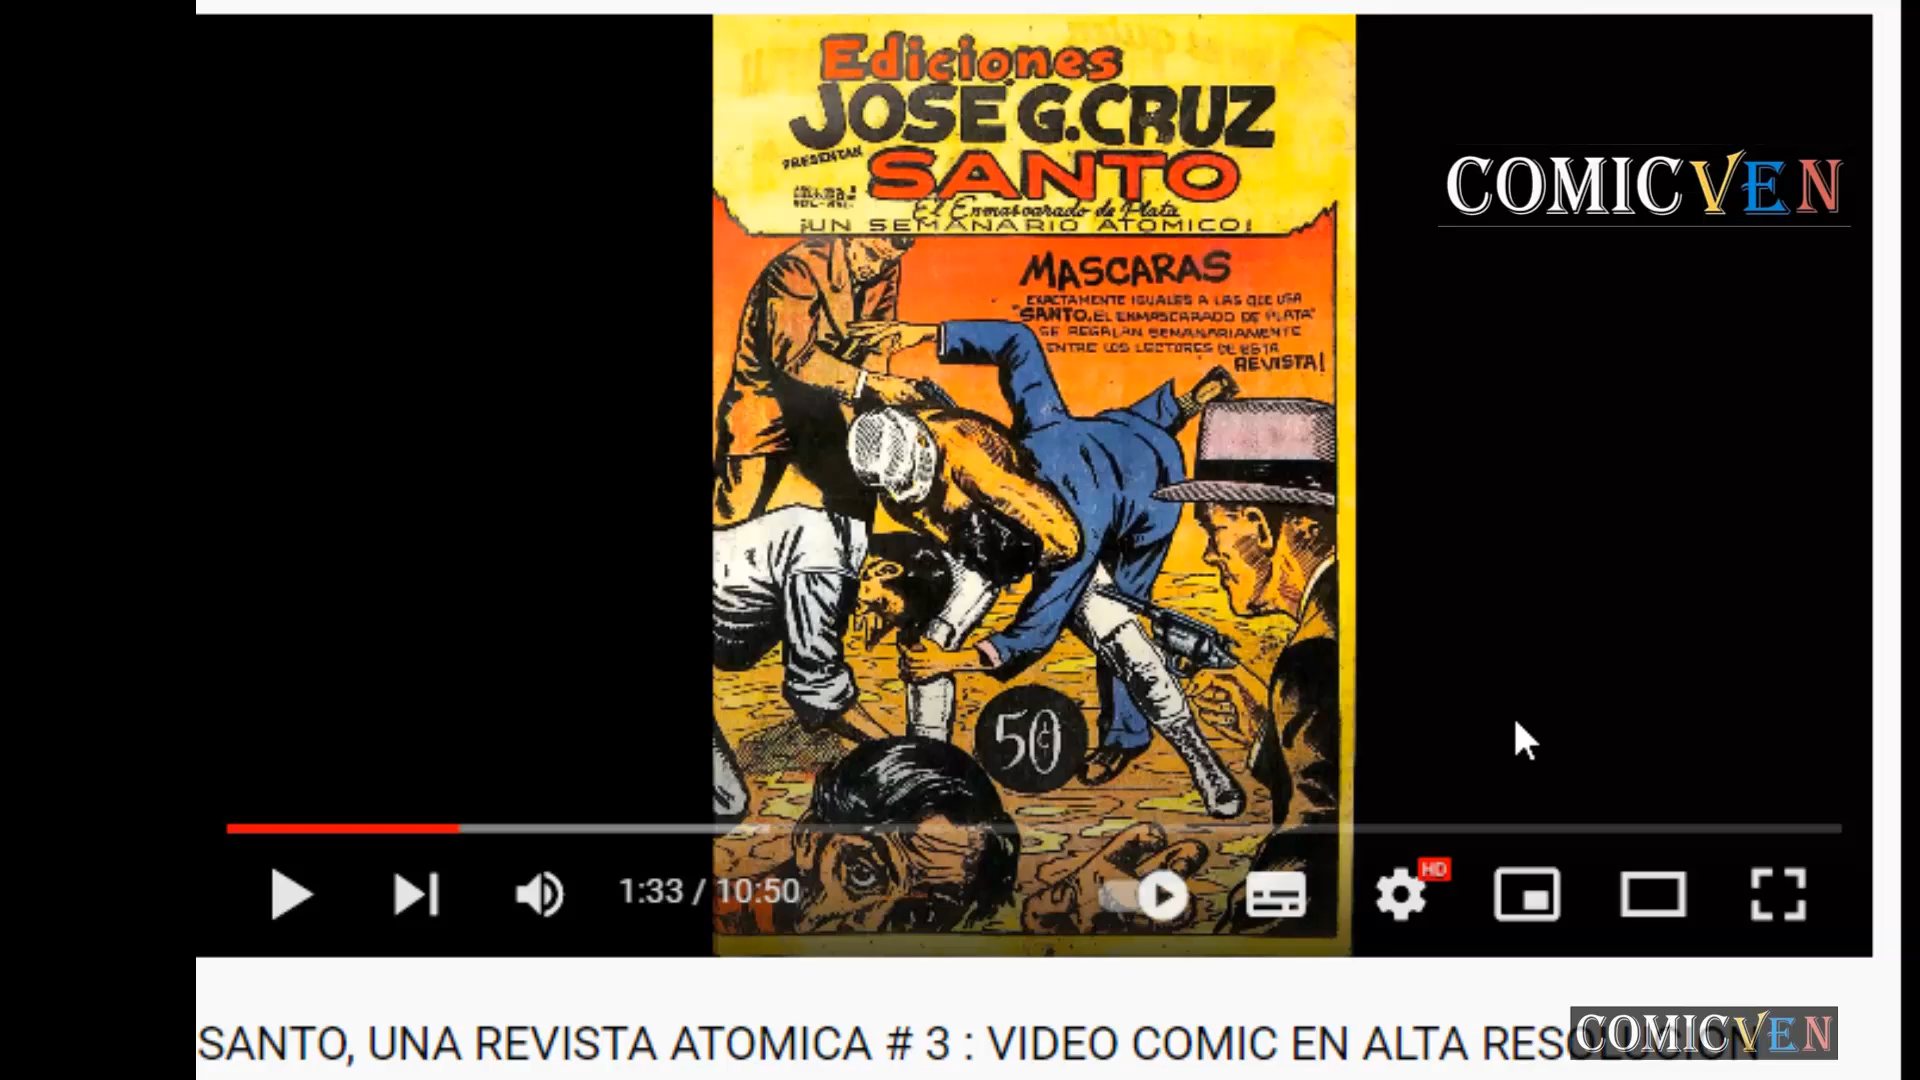 Ediciones
JOSE G. CRUZ
PRESENTAN
SANTO
El Enmascarado de Plata
¡UN SEMANARIO ATOMICO!
COMICVEN
MASCARAS
EXACTAMENTE IGUALES A LAS QUE USA
"SANTO, EL ENMASCARADO DE PLATA"
SE REGALAN SEMANARIAMENTE
ENTRE LOS LECTORES DE ESTA
REVISTA!
50¢
1:33 / 10:50
HD
SANTO, UNA REVISTA ATOMICA # 3 : VIDEO COMIC EN ALTA RESOLUCION
COMICVEN